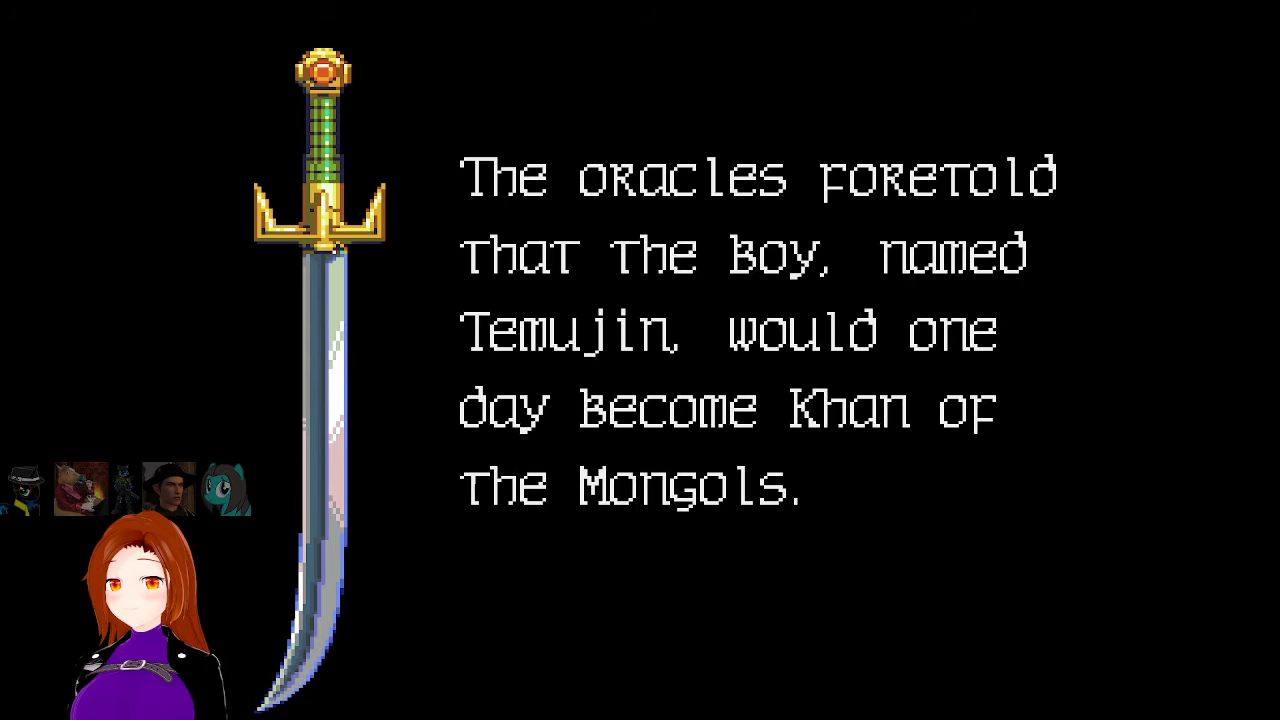 The oracles foretold
that the boy, named
Temujin, would one
day become Khan of
the Mongols.